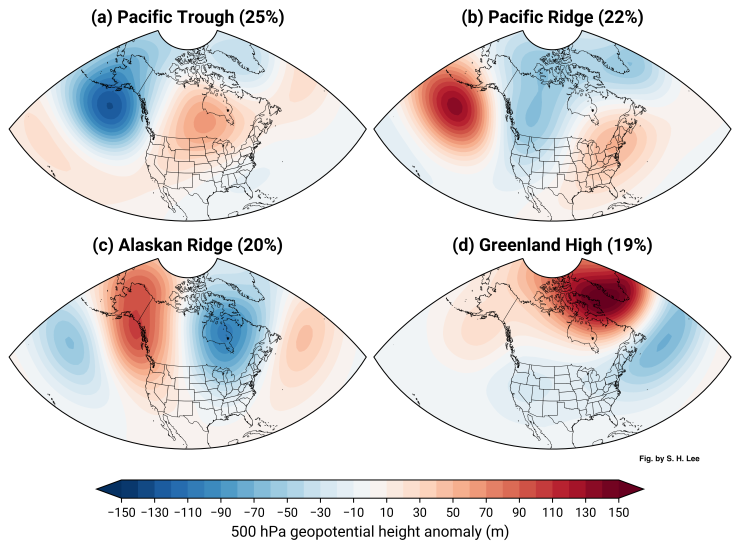 (a) Pacific Trough (25%)
(b) Pacific Ridge (22%)
(c) Alaskan Ridge (20%)
(d) Greenland High (19%)
Fig. by S. H. Lee
−150 −130 −110 −90 −70 −50 −30 −10 10 30 50 70 90 110 130 150
500 hPa geopotential height anomaly (m)